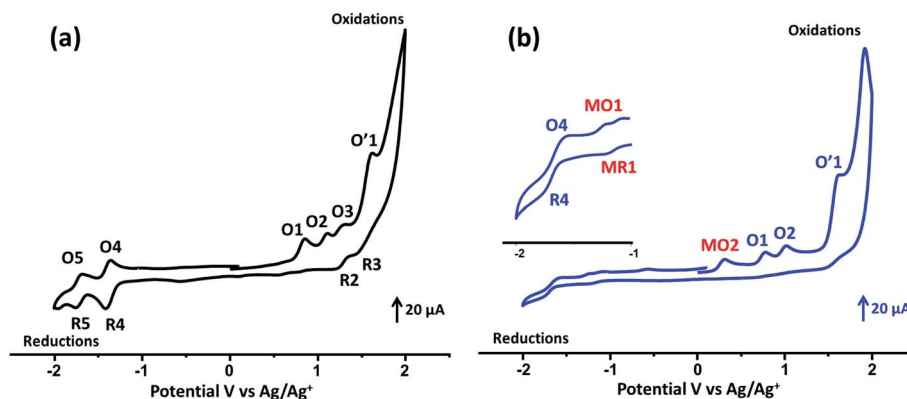 (a)
Oxidations
O'1
O1
O2
O3
O5
O4
R2
R3
R5
R4
20 µA
Reductions
-2
-1
0
1
2
Potential V vs Ag/Ag⁺
(b)
Oxidations
MO1
O4
MR1
R4
-2
-1
O'1
MO2
O1
O2
20 µA
Reductions
-2
-1
0
1
2
Potential V vs Ag/Ag⁺